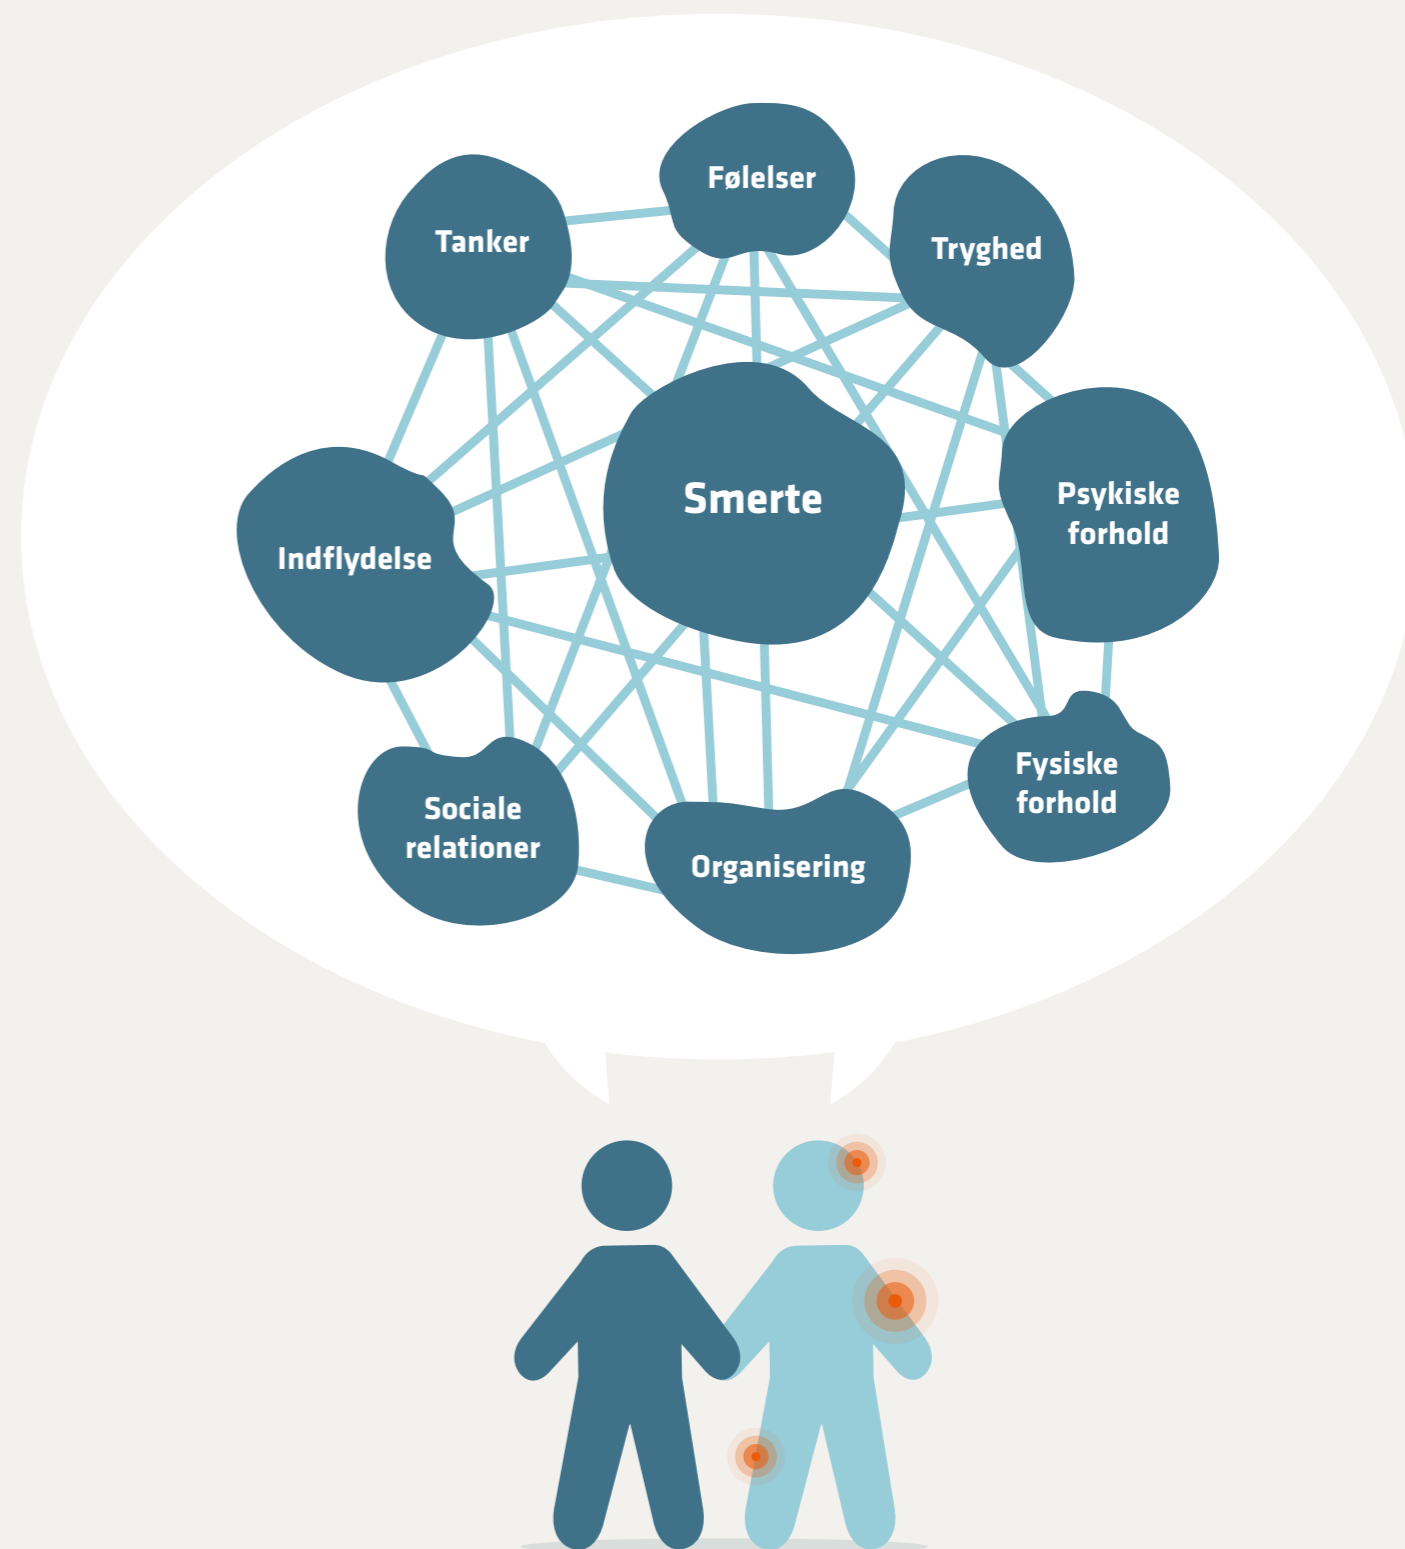 Følelser
Tanker
Tryghed
Smerte
Psykiske
forhold
Indflydelse
Fysiske
forhold
Sociale
relationer
Organisering